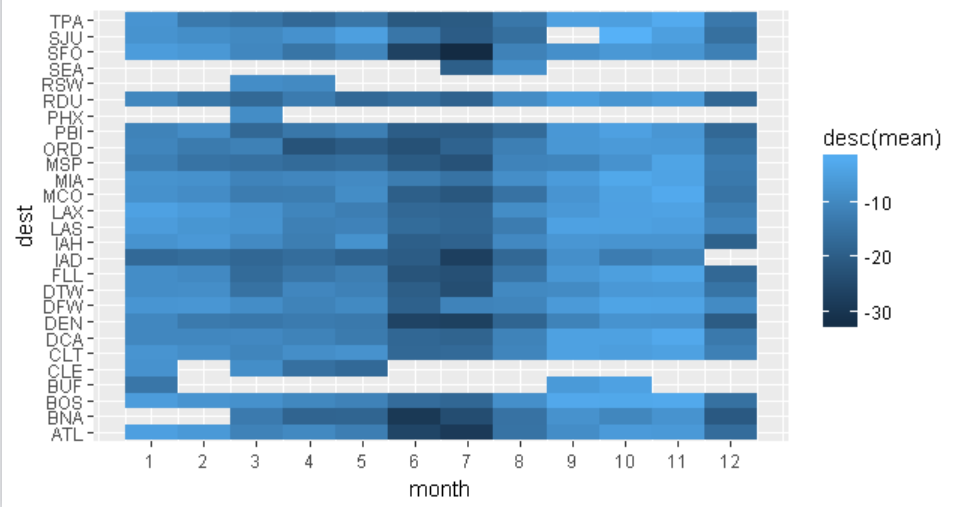 TPA
SJU
SFO
SEA
RSW
RDU
PHX
PBI
ORD
MSP
MIA
MCO
LAX
LAS
IAH
IAD
FLL
DTW
DFW
DEN
DCA
CLT
CLE
BUF
BOS
BNA
ATL
dest
1 2 3 4 5 6 7 8 9 10 11 12
month
desc(mean)
-10
-20
-30